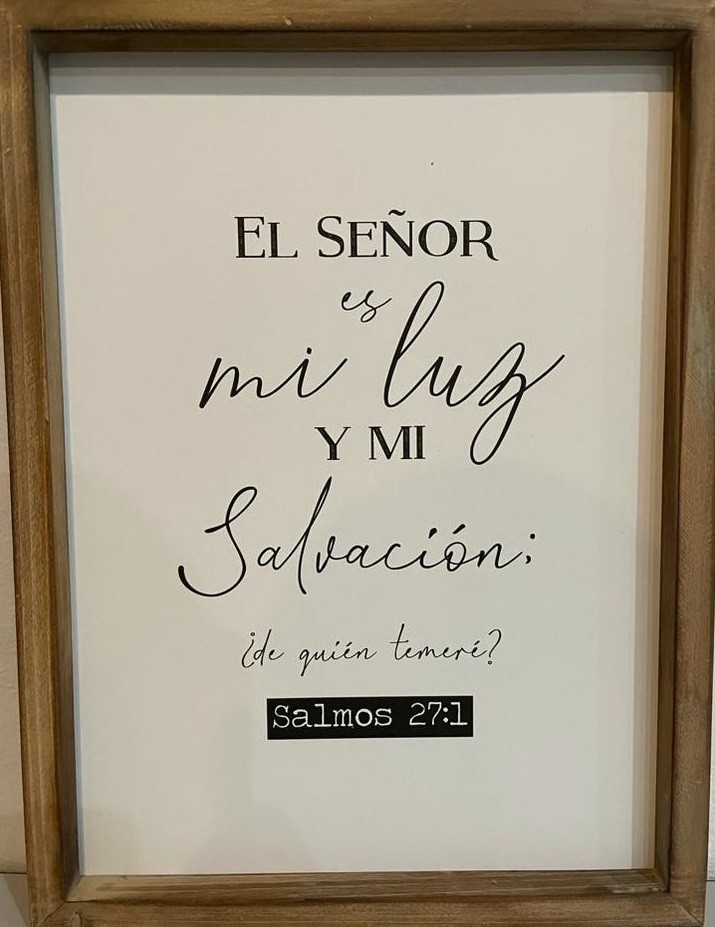 EL SEÑOR
es
mi luz
Y MI
Salvación;
¿de quién temeré?
Salmos 27:1